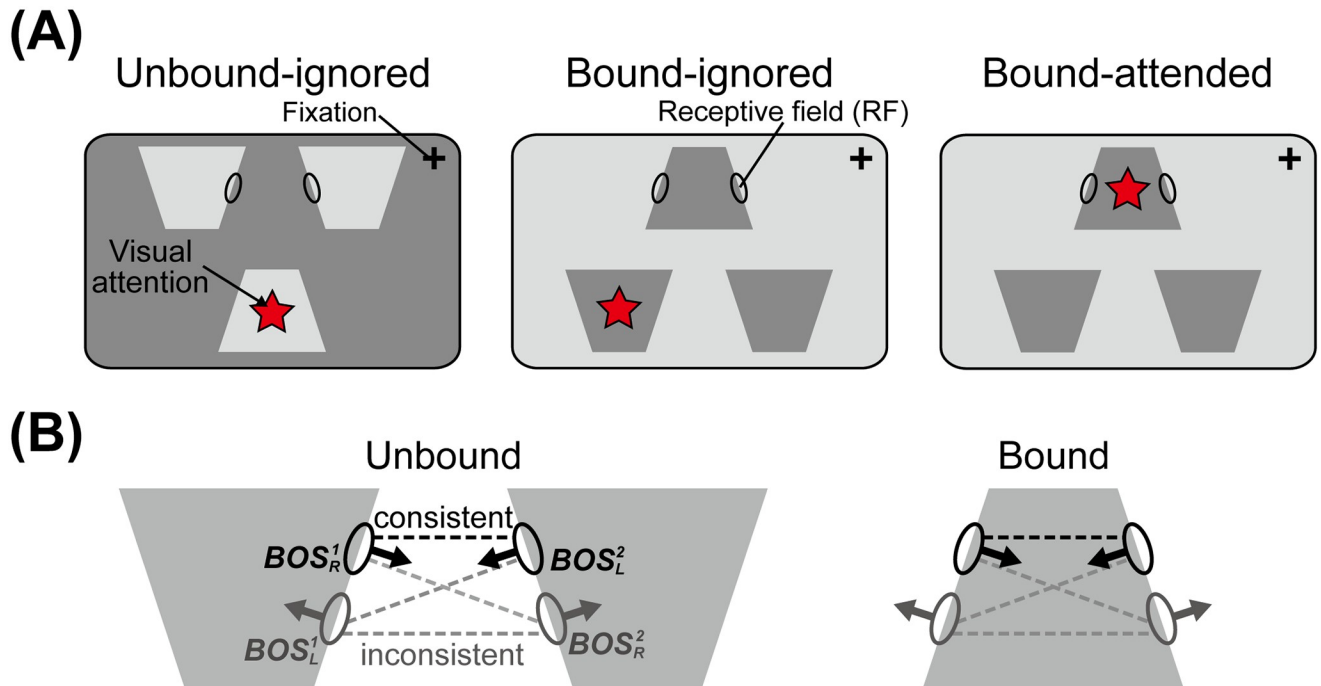 (A)
Unbound-ignored
Bound-ignored
Bound-attended
Fixation
Receptive field (RF)
+
+
+
Visual
attention
(B)
Unbound
Bound
consistent
BOS¹R
BOS²L
BOS¹L
BOS²R
inconsistent